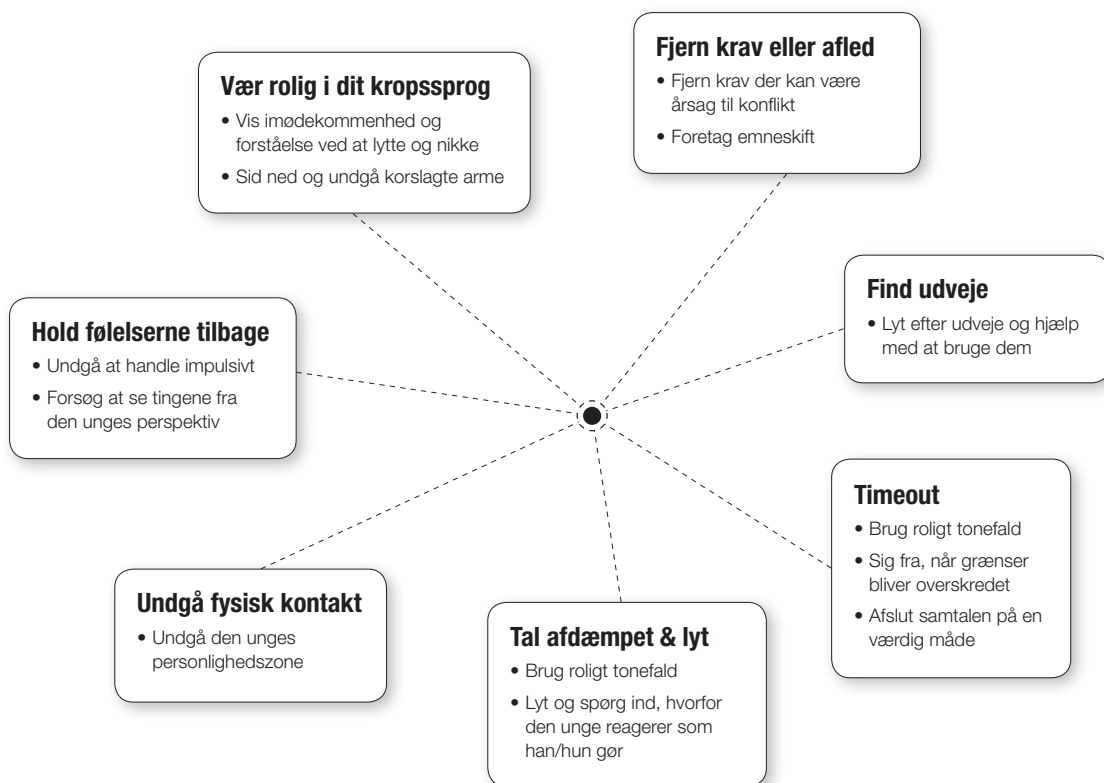 Fjern krav eller afled
• Fjern krav der kan være
årsag til konflikt
• Foretag emneskift
Vær rolig i dit kropssprog
• Vis imødekommenhed og
forståelse ved at lytte og nikke
• Sid ned og undgå korslagte arme
Find udveje
• Lyt efter udveje og hjælp
med at bruge dem
Hold følelserne tilbage
• Undgå at handle impulsivt
• Forsøg at se tingene fra
den unges perspektiv
Timeout
• Brug roligt tonefald
• Sig fra, når grænser
bliver overskredet
• Afslut samtalen på en
værdig måde
Undgå fysisk kontakt
• Undgå den unges
personlighedszone
Tal afdæmpet & lyt
• Brug roligt tonefald
• Lyt og spørg ind, hvorfor
den unge reagerer som
han/hun gør